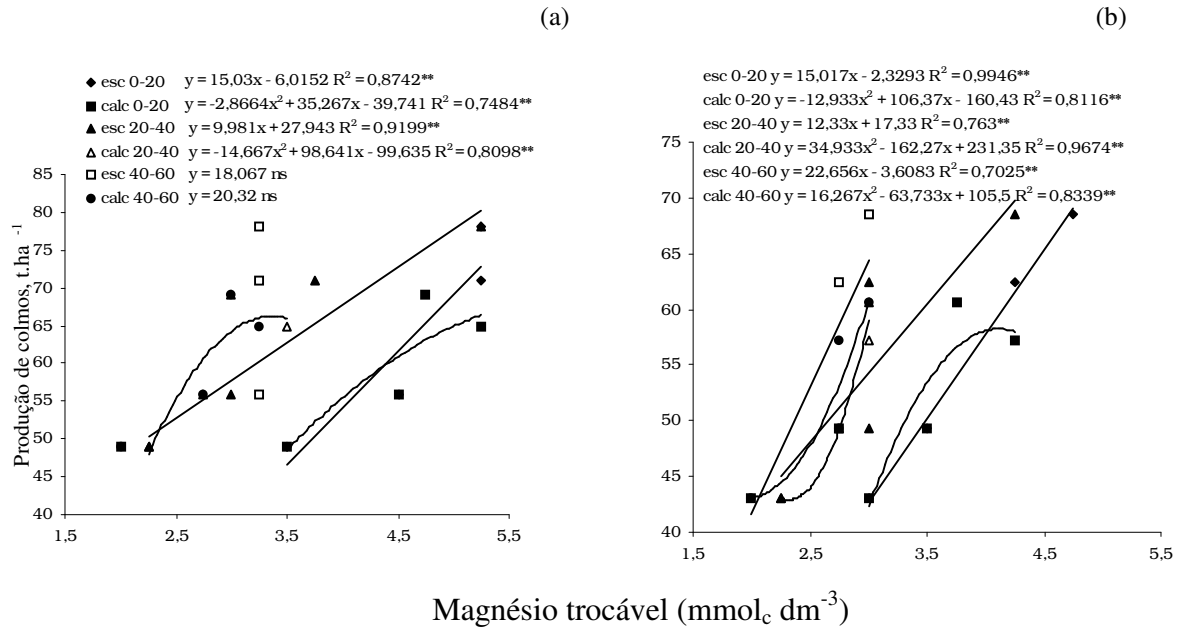 (a)
(b)
esc 0-20 y = 15,03x - 6,0152 R² = 0,8742**
calc 0-20 y = -2,8664x² + 35,267x - 39,741 R² = 0,7484**
esc 20-40 y = 9,981x + 27,943 R² = 0,9199**
calc 20-40 y = -14,667x² + 98,641x - 99,635 R² = 0,8098**
esc 40-60 y = 18,067 ns
calc 40-60 y = 20,32 ns
Produção de colmos, t.ha⁻¹
85
80
75
70
65
60
55
50
45
40
1,5 2,5 3,5 4,5 5,5
esc 0-20 y = 15,017x - 2,3293 R² = 0,9946**
calc 0-20 y = -12,933x² + 106,37x - 160,43 R² = 0,8116**
esc 20-40 y = 12,33x + 17,33 R² = 0,763**
calc 20-40 y = 34,933x² - 162,27x + 231,35 R² = 0,9674**
esc 40-60 y = 22,656x - 3,6083 R² = 0,7025**
calc 40-60 y = 16,267x² - 63,733x + 105,5 R² = 0,8339**
75
70
65
60
55
50
45
40
1,5 2,5 3,5 4,5 5,5
Magnésio trocável (mmol_c dm⁻³)